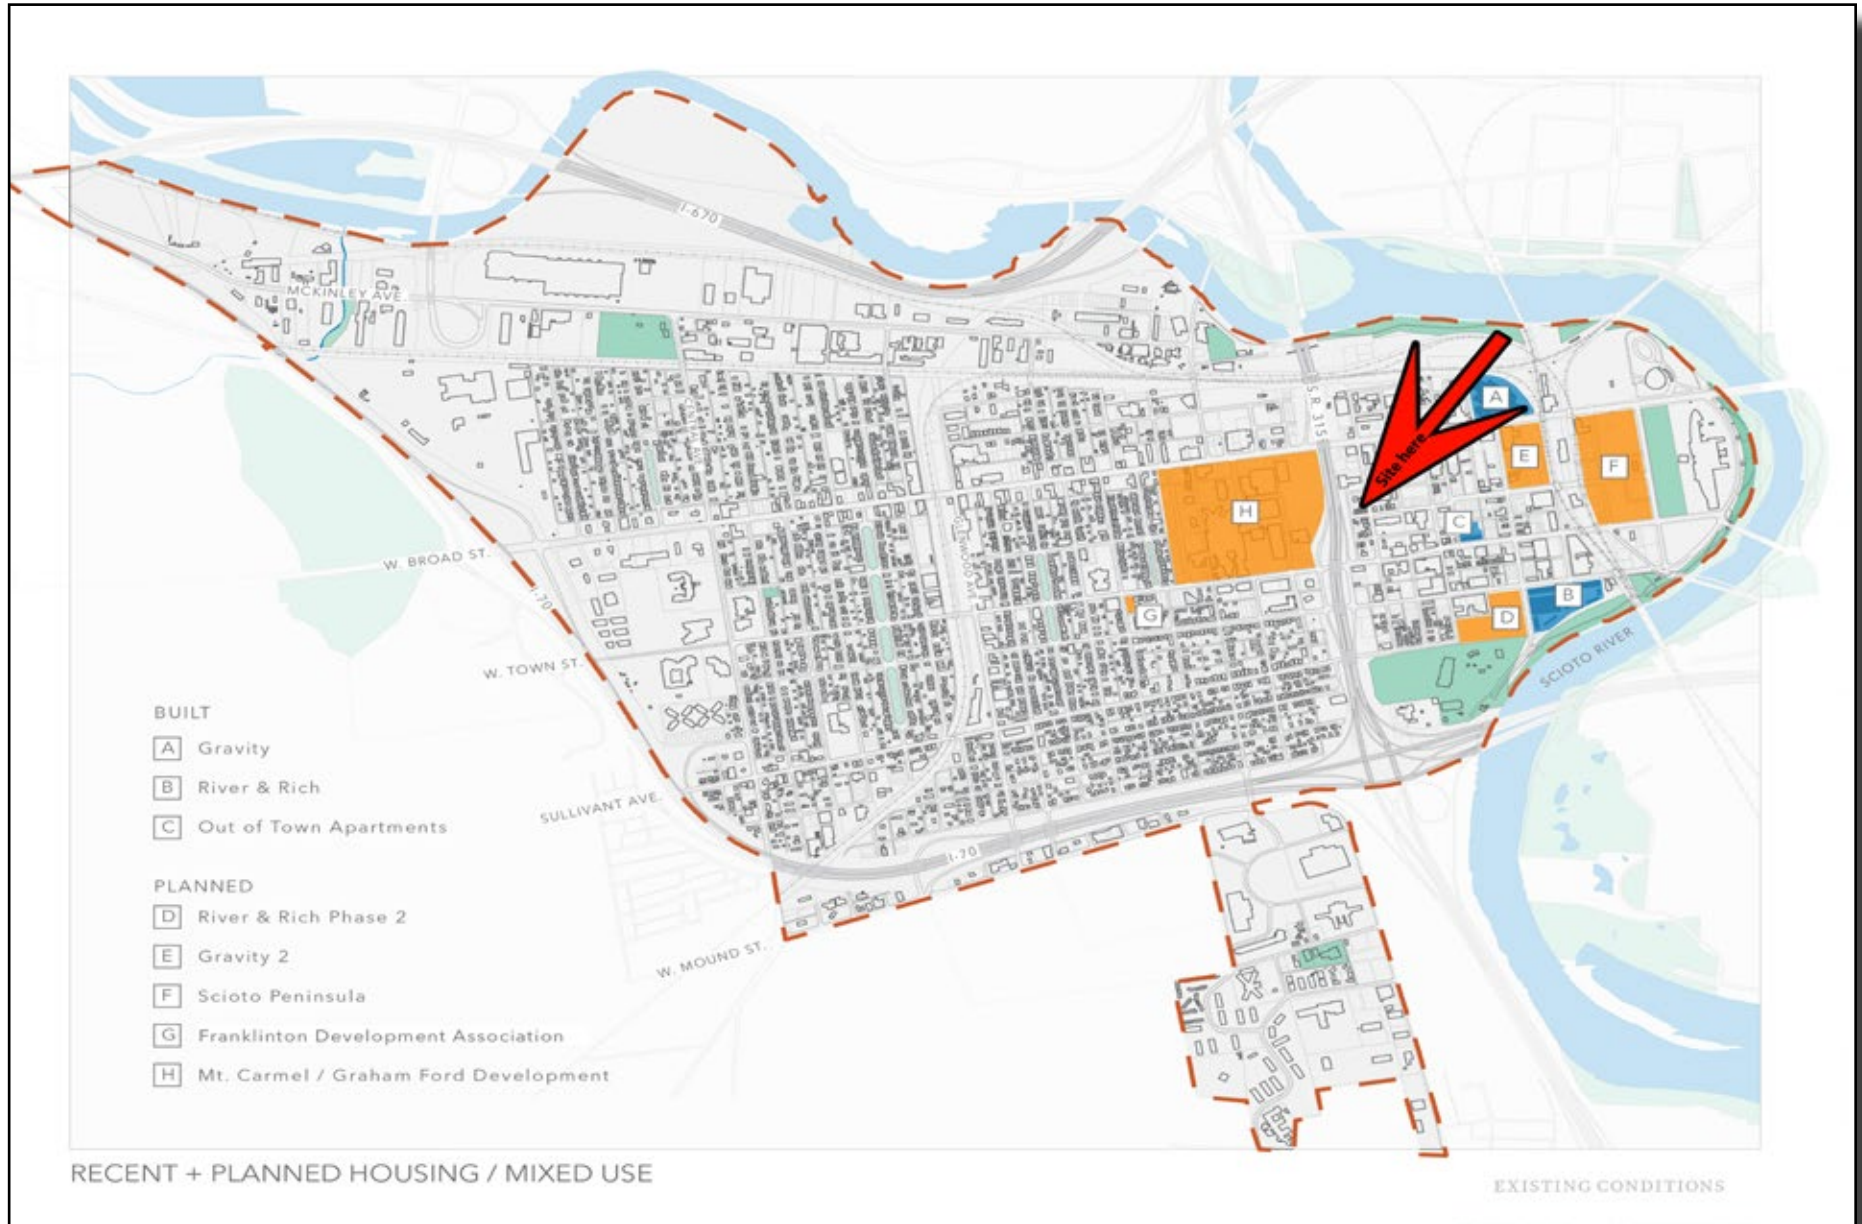 I-670
MCKINLEY AVE.
S.R. 315
Site here
A
E
F
H
C
W. BROAD ST.
I-70
B
G
D
SCIOTO RIVER
W. TOWN ST.
SULLIVANT AVE.
I-70
W. MOUND ST.
BUILT
A Gravity
B River & Rich
C Out of Town Apartments
PLANNED
D River & Rich Phase 2
E Gravity 2
F Scioto Peninsula
G Franklinton Development Association
H Mt. Carmel / Graham Ford Development
RECENT + PLANNED HOUSING / MIXED USE
EXISTING CONDITIONS